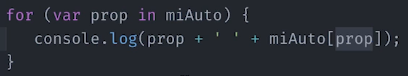 for (var prop in miAuto) {
console.log(prop + ' ' + miAuto[prop]);
}